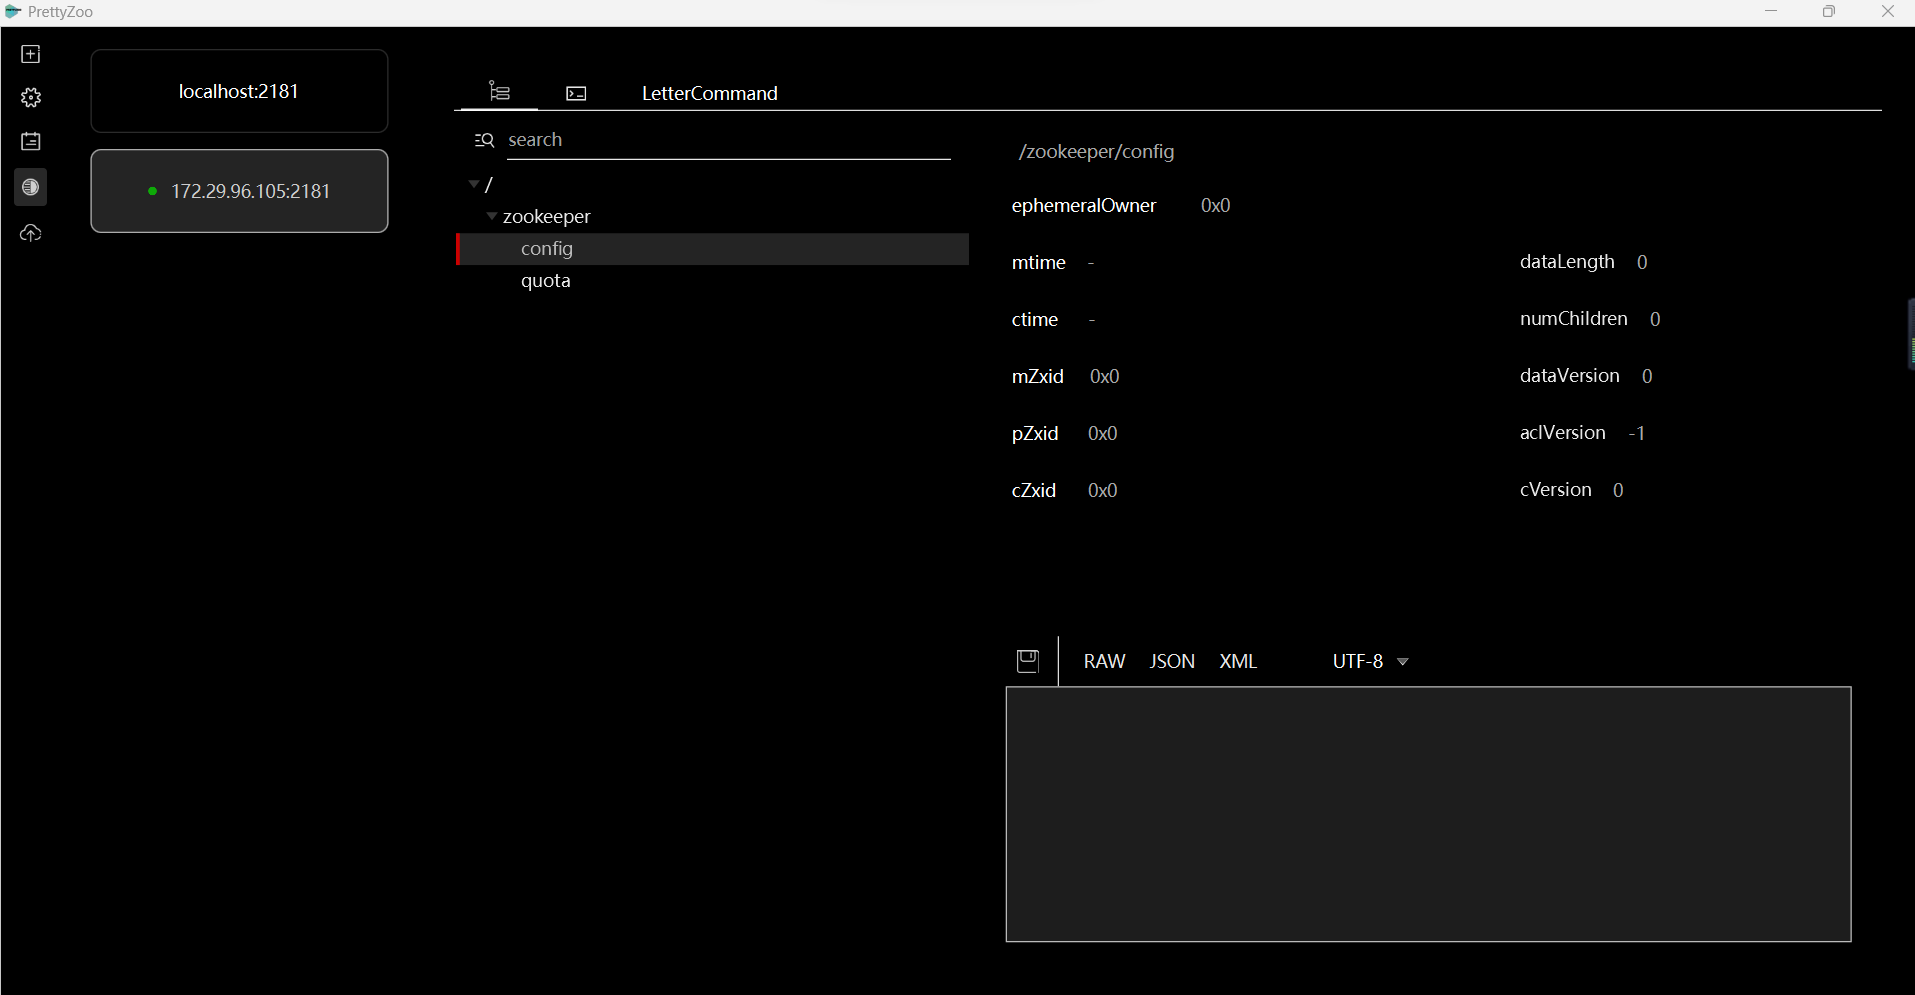 PrettyZoo
localhost:2181
172.29.96.105:2181
LetterCommand
search
/
zookeeper
config
quota
/zookeeper/config
ephemeralOwner 0x0
mtime -
dataLength 0
ctime -
numChildren 0
mZxid 0x0
dataVersion 0
pZxid 0x0
aclVersion -1
cZxid 0x0
cVersion 0
RAW JSON XML UTF-8